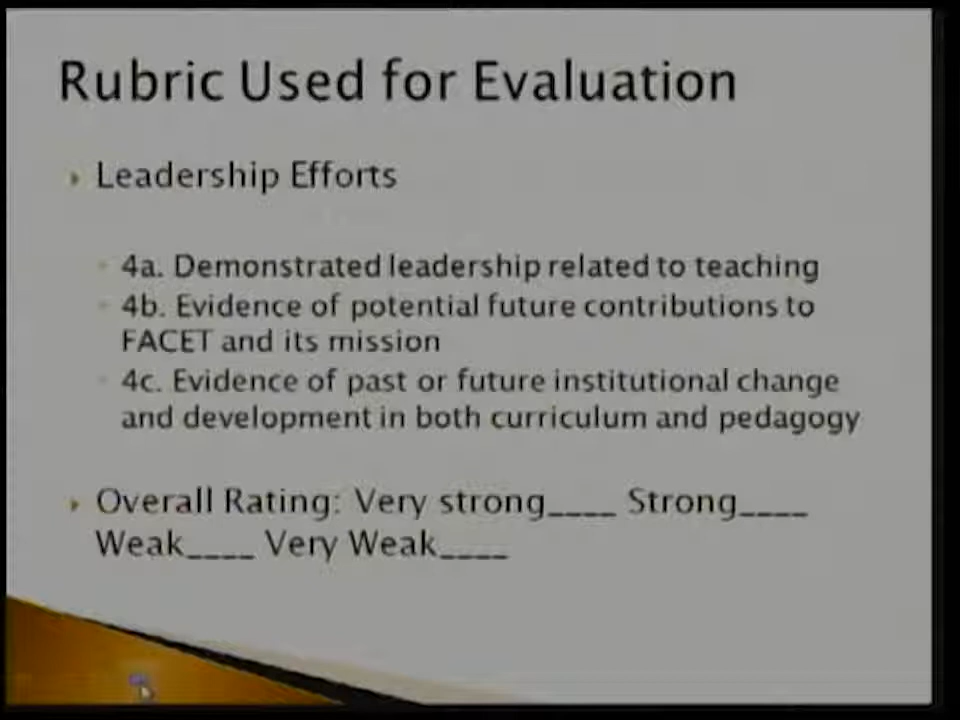 Rubric Used for Evaluation
Leadership Efforts
4a. Demonstrated leadership related to teaching
4b. Evidence of potential future contributions to
FACET and its mission
4c. Evidence of past or future institutional change
and development in both curriculum and pedagogy
Overall Rating: Very strong____ Strong____
Weak____ Very Weak____